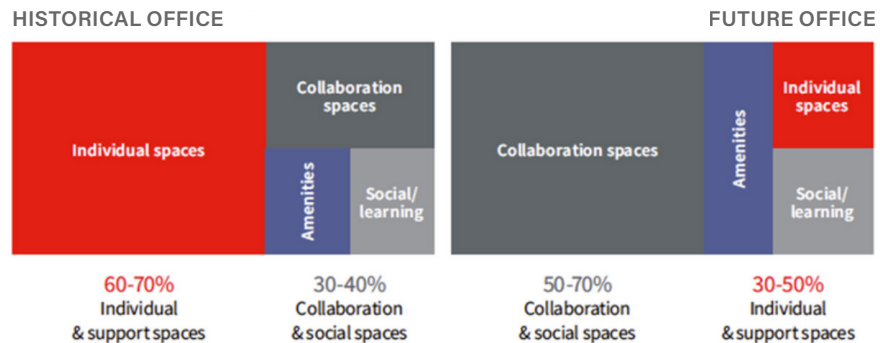 HISTORICAL OFFICE
FUTURE OFFICE
Individual spaces
Collaboration
spaces
Amenities
Social/
learning
Collaboration spaces
Amenities
Individual
spaces
Social/
learning
60-70%
Individual
& support spaces
30-40%
Collaboration
& social spaces
50-70%
Collaboration
& social spaces
30-50%
Individual
& support spaces